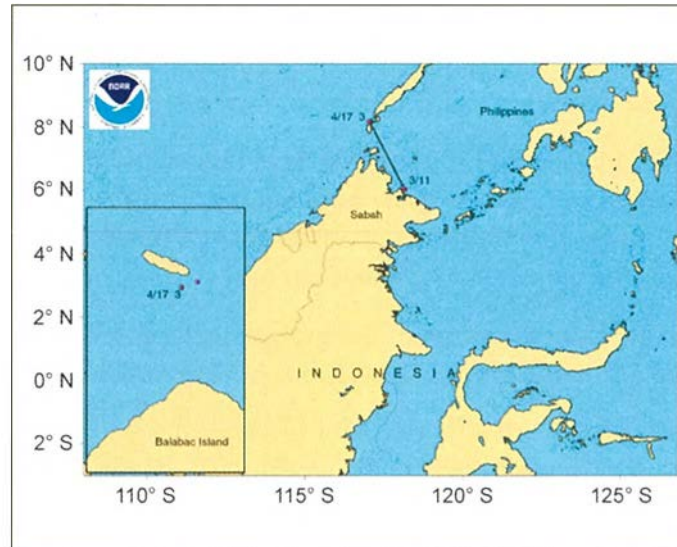 10° N
8° N
6° N
4° N
2° N
0° N
2° S
NOAA
4/17 3
Philippines
3/11
Sabah
4/17 3
INDONESIA
Balabac Island
110° S
115° S
120° S
125° S